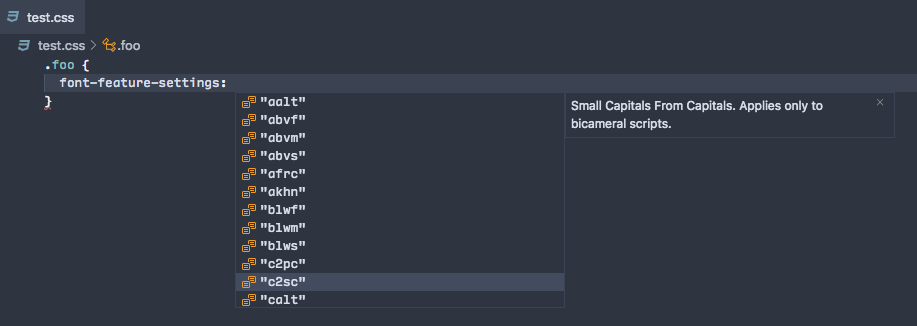 test.css
test.css > .foo
.foo {
font-feature-settings:
}
"aalt"
"abvf"
"abvm"
"abvs"
"afrc"
"akhn"
"blwf"
"blwm"
"blws"
"c2pc"
"c2sc"
"calt"
Small Capitals From Capitals. Applies only to
bicameral scripts.